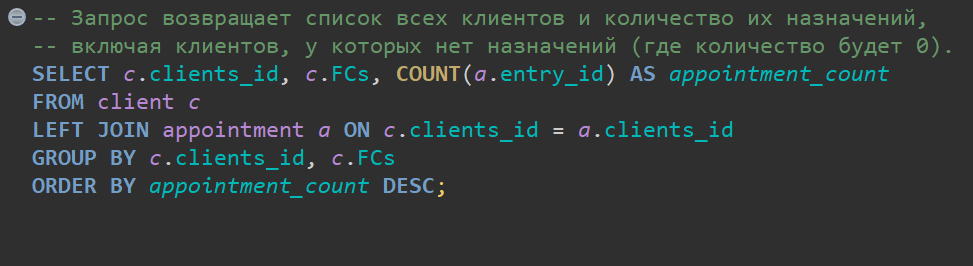 -- Запрос возвращает список всех клиентов и количество их назначений,
-- включая клиентов, у которых нет назначений (где количество будет 0).
SELECT c.clients_id, c.FCs, COUNT(a.entry_id) AS appointment_count
FROM client c
LEFT JOIN appointment a ON c.clients_id = a.clients_id
GROUP BY c.clients_id, c.FCs
ORDER BY appointment_count DESC;